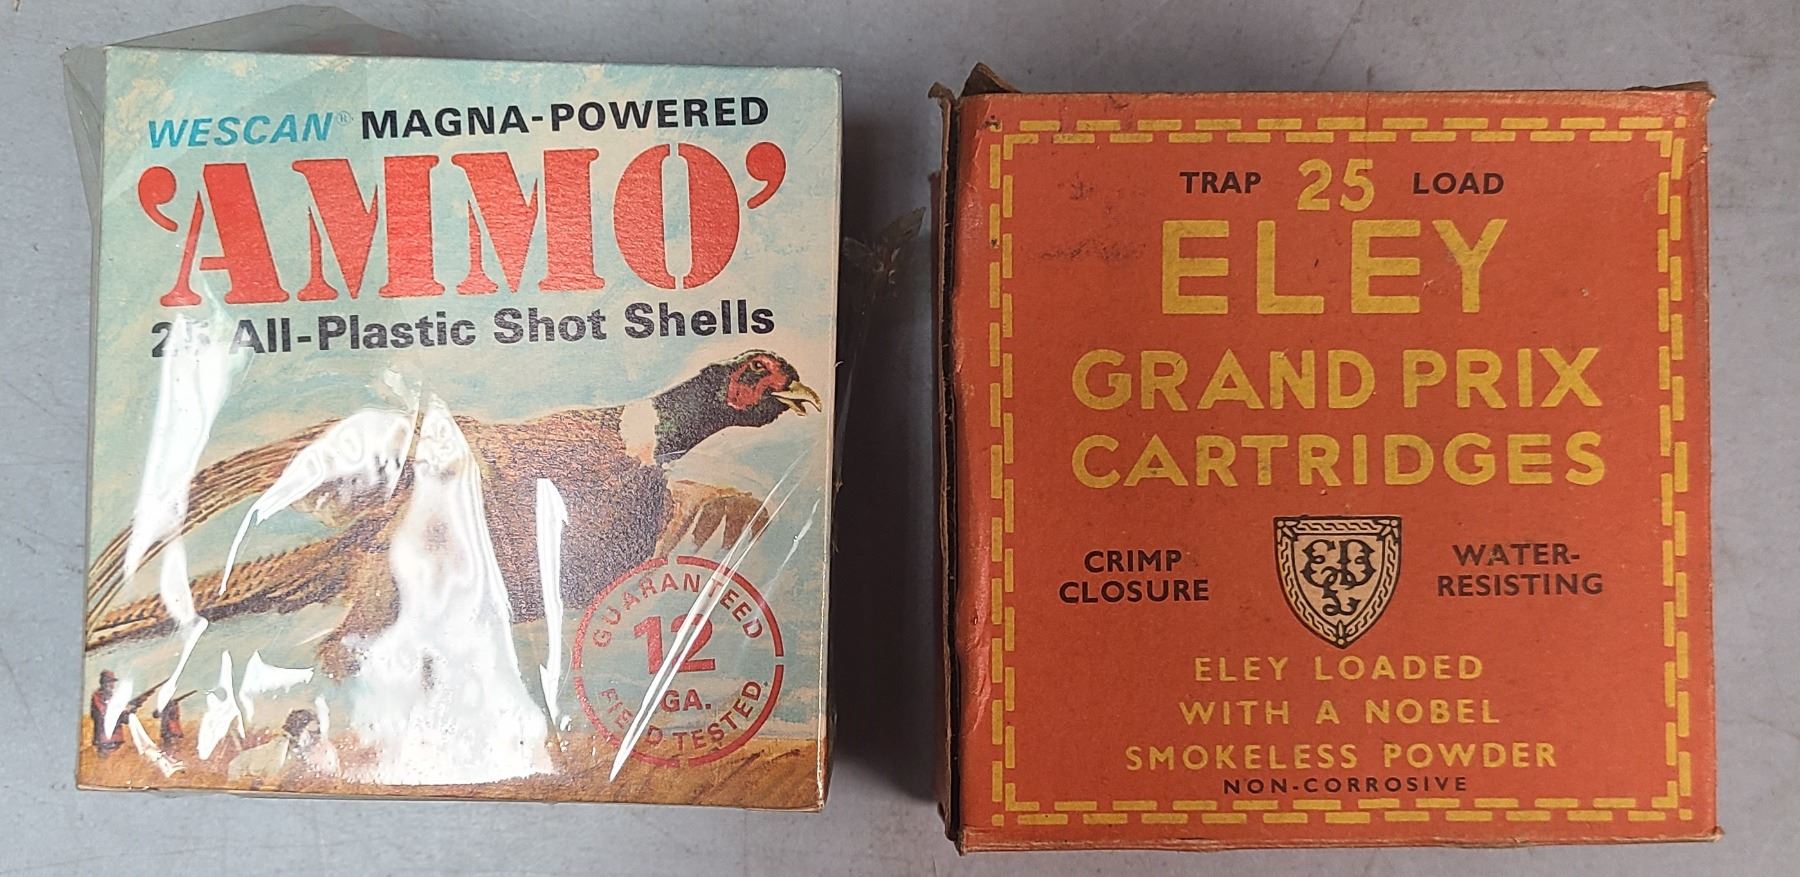 WESCAN® MAGNA-POWERED
'AMMO'
25 All-Plastic Shot Shells
GUARANTEED
12
GA.
FIELD TESTED
TRAP 25 LOAD
ELEY
GRAND PRIX
CARTRIDGES
CRIMP
CLOSURE
WATER-
RESISTING
ELEY LOADED
WITH A NOBEL
SMOKELESS POWDER
NON-CORROSIVE